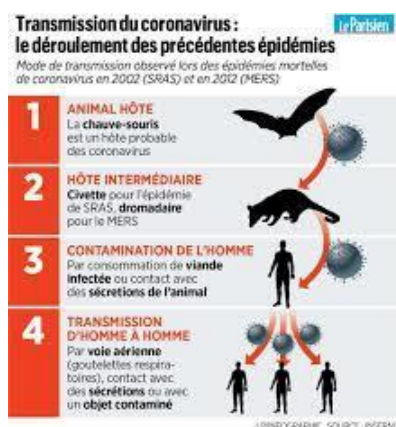 Transmission du coronavirus :
Le Parisien
le déroulement des précédentes épidémies
Mode de transmission observé lors des épidémies mortelles
de coronavirus en 2002 (SRAS) et en 2012 (MERS)
1
ANIMAL HÔTE
La chauve-souris
est un hôte probable
des coronavirus
2
HÔTE INTERMÉDIAIRE
Civette pour l'épidémie
de SRAS, dromadaire
pour le MERS
3
CONTAMINATION DE L'HOMME
Par consommation de viande
infectée ou contact avec
des sécrétions de l'animal
4
TRANSMISSION
D'HOMME À HOMME
Par voie aérienne
(gouttelettes respira-
toires), contact avec
des sécrétions ou avec
un objet contaminé
INFOGRAPHIE SOURCE : INSERM